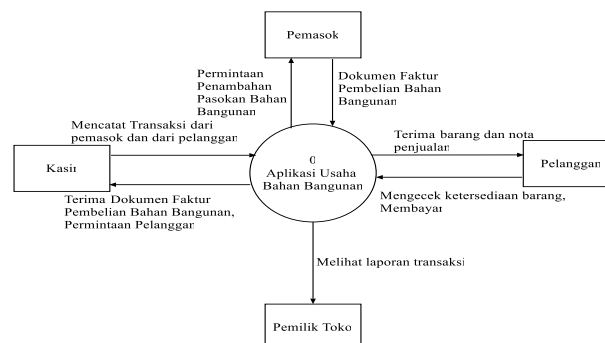 Pemasok
Permintaan
Penambahan
Pasokan Bahan
Bangunan
Dokumen Faktur
Pembelian Bahan
Bangunan
Mencatat Transaksi dari
pemasok dan dari pelanggan
Terima barang dan nota
penjualan
Kasir
0
Aplikasi Usaha
Bahan Bangunan
Pelanggan
Terima Dokumen Faktur
Pembelian Bahan Bangunan,
Permintaan Pelanggan
Mengecek ketersediaan barang,
Membayar
Melihat laporan transaksi
Pemilik Toko